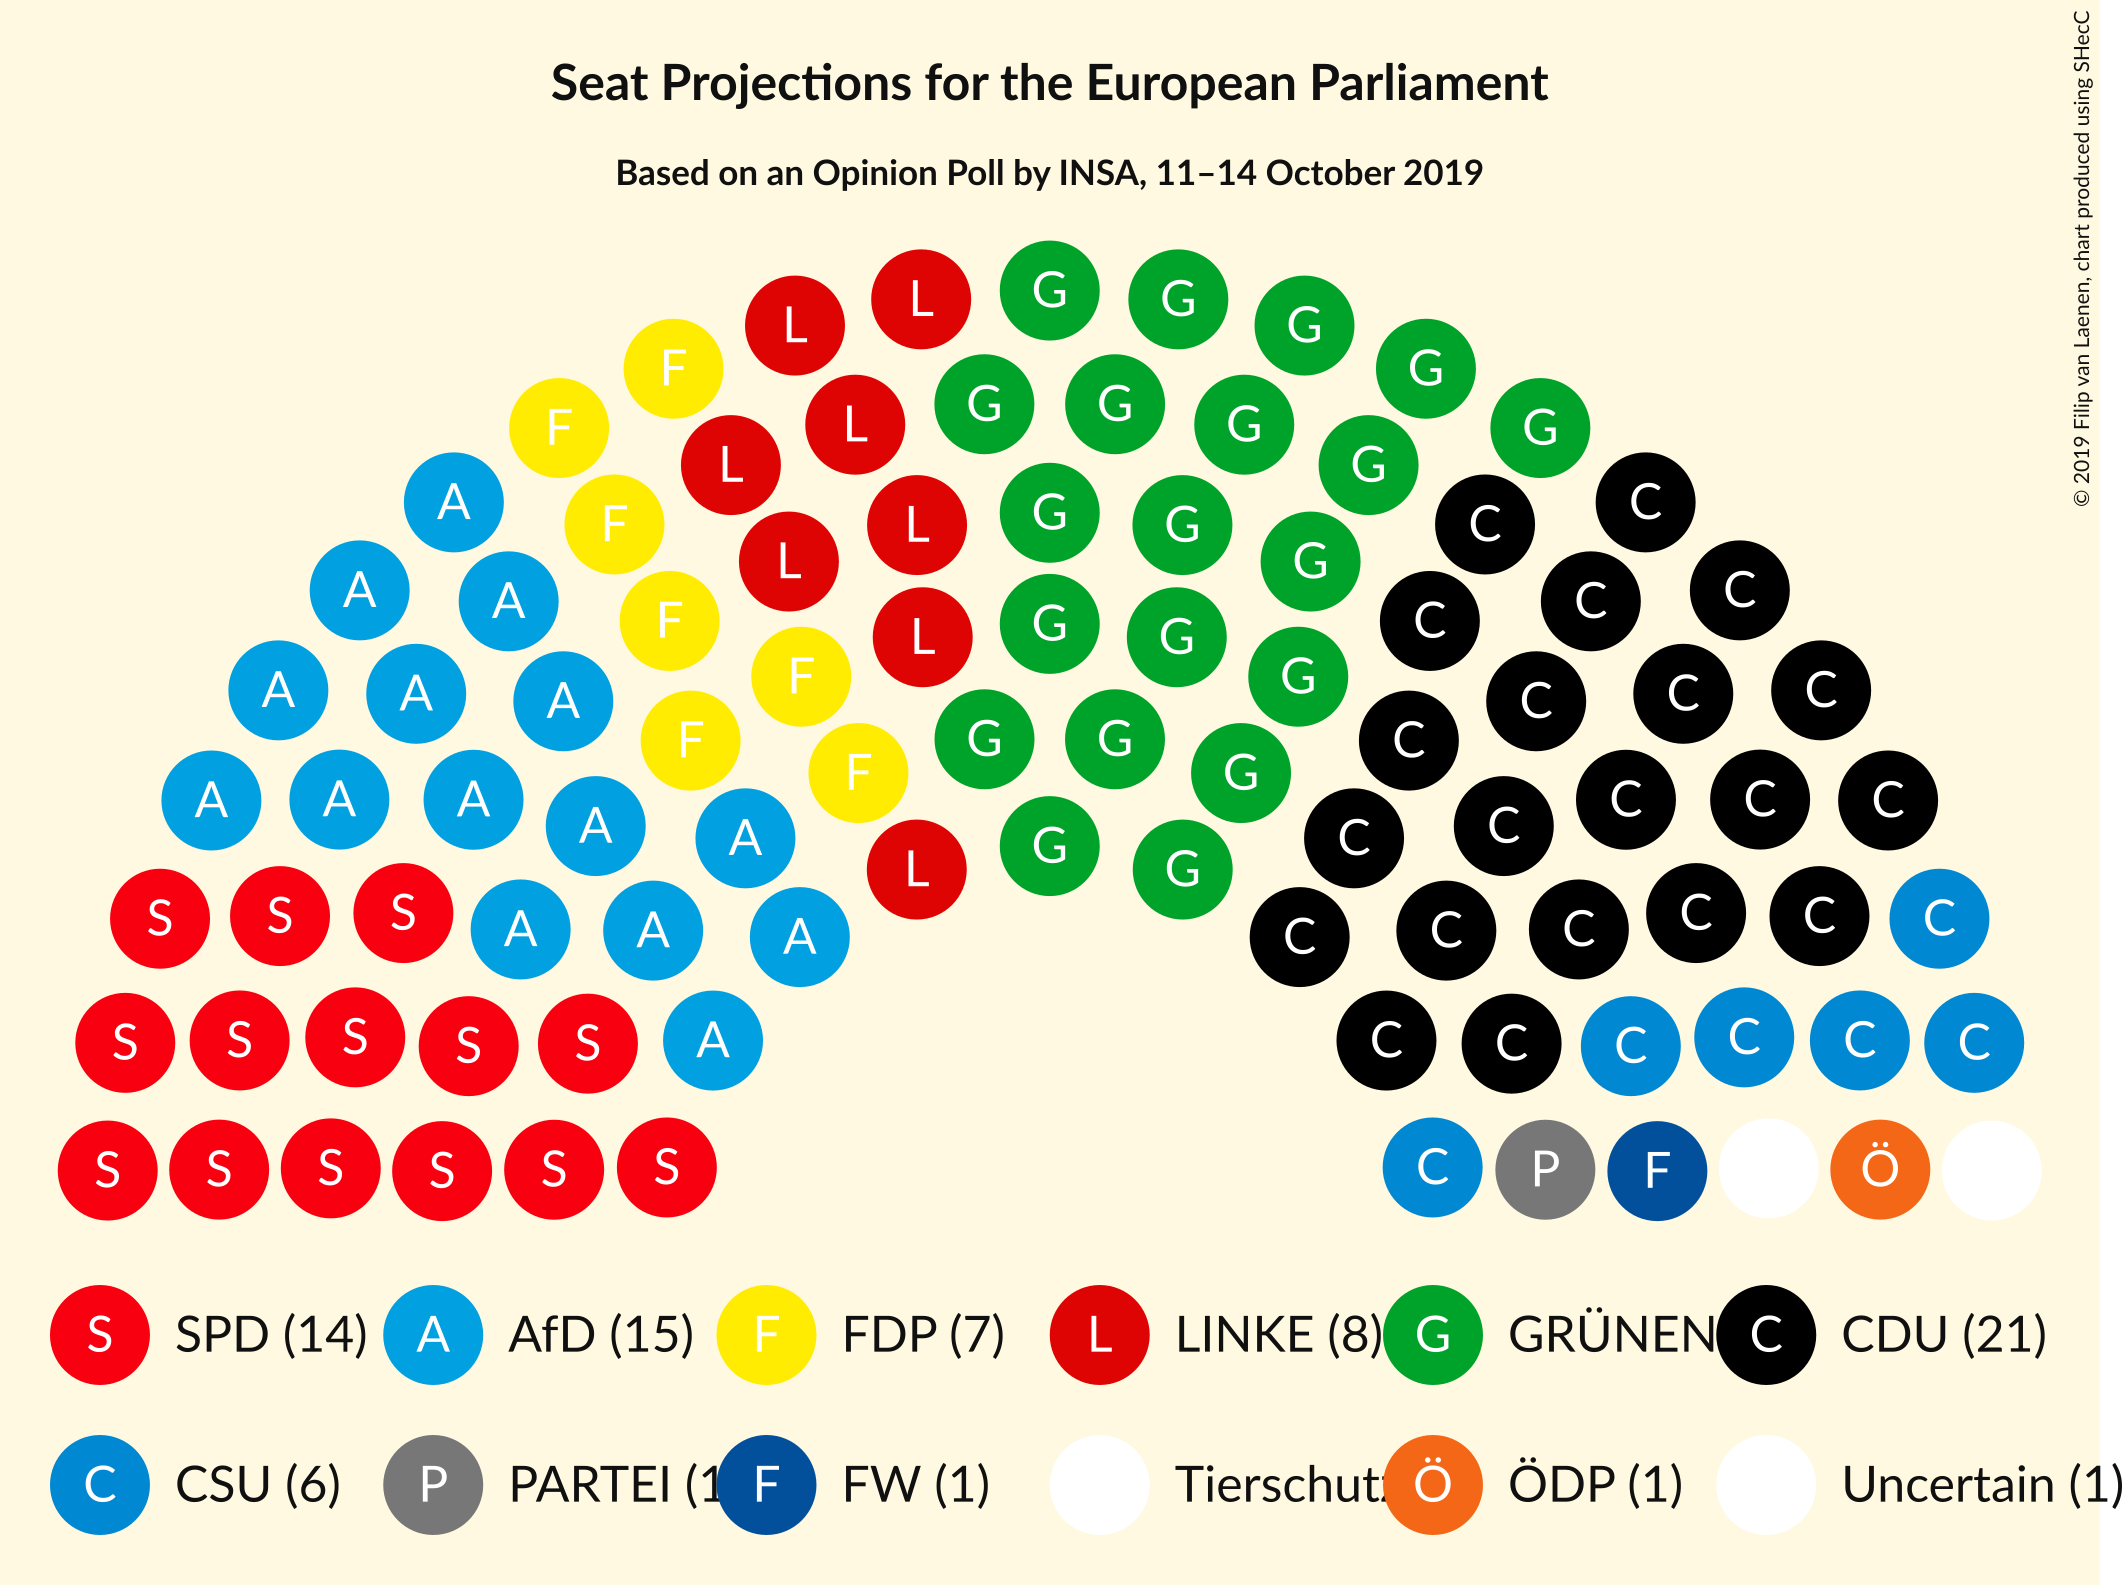 Seat Projections for the European Parliament
Based on an Opinion Poll by INSA, 11–14 October 2019
© 2019 Filip van Laenen, chart produced using SHecC
G
L G
L G
F L G G G
F L G G
A F L L G G C C
A A F L G G G C C C
A A A F F L G G G C C C C
A A A A A F G G G C C C C C
S S S A A A L G G C C C C C C
S S S S S A C C C C C C
S S S S S S C P F Ö
S SPD (14) A AfD (15) F FDP (7) L LINKE (8) G GRÜNEN C CDU (21)
C CSU (6) P PARTEI (1 F FW (1) Tierschutz Ö ÖDP (1) Uncertain (1)